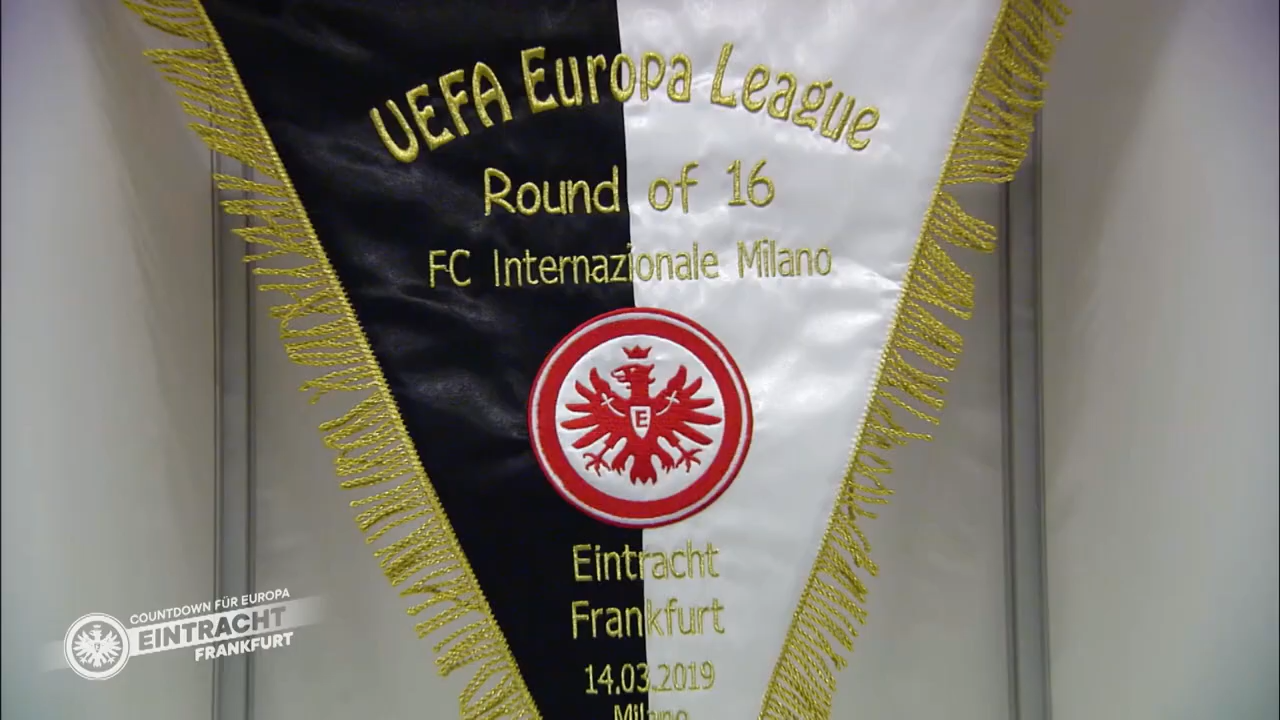 UEFA Europa League
Round of 16
FC Internazionale Milano
E
Eintracht
Frankfurt
14.03.2019
Milano
COUNTDOWN FÜR EUROPA
EINTRACHT
FRANKFURT